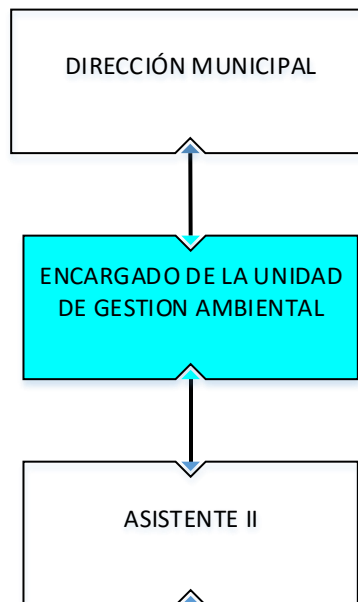 DIRECCIÓN MUNICIPAL
ENCARGADO DE LA UNIDAD
DE GESTION AMBIENTAL
ASISTENTE II